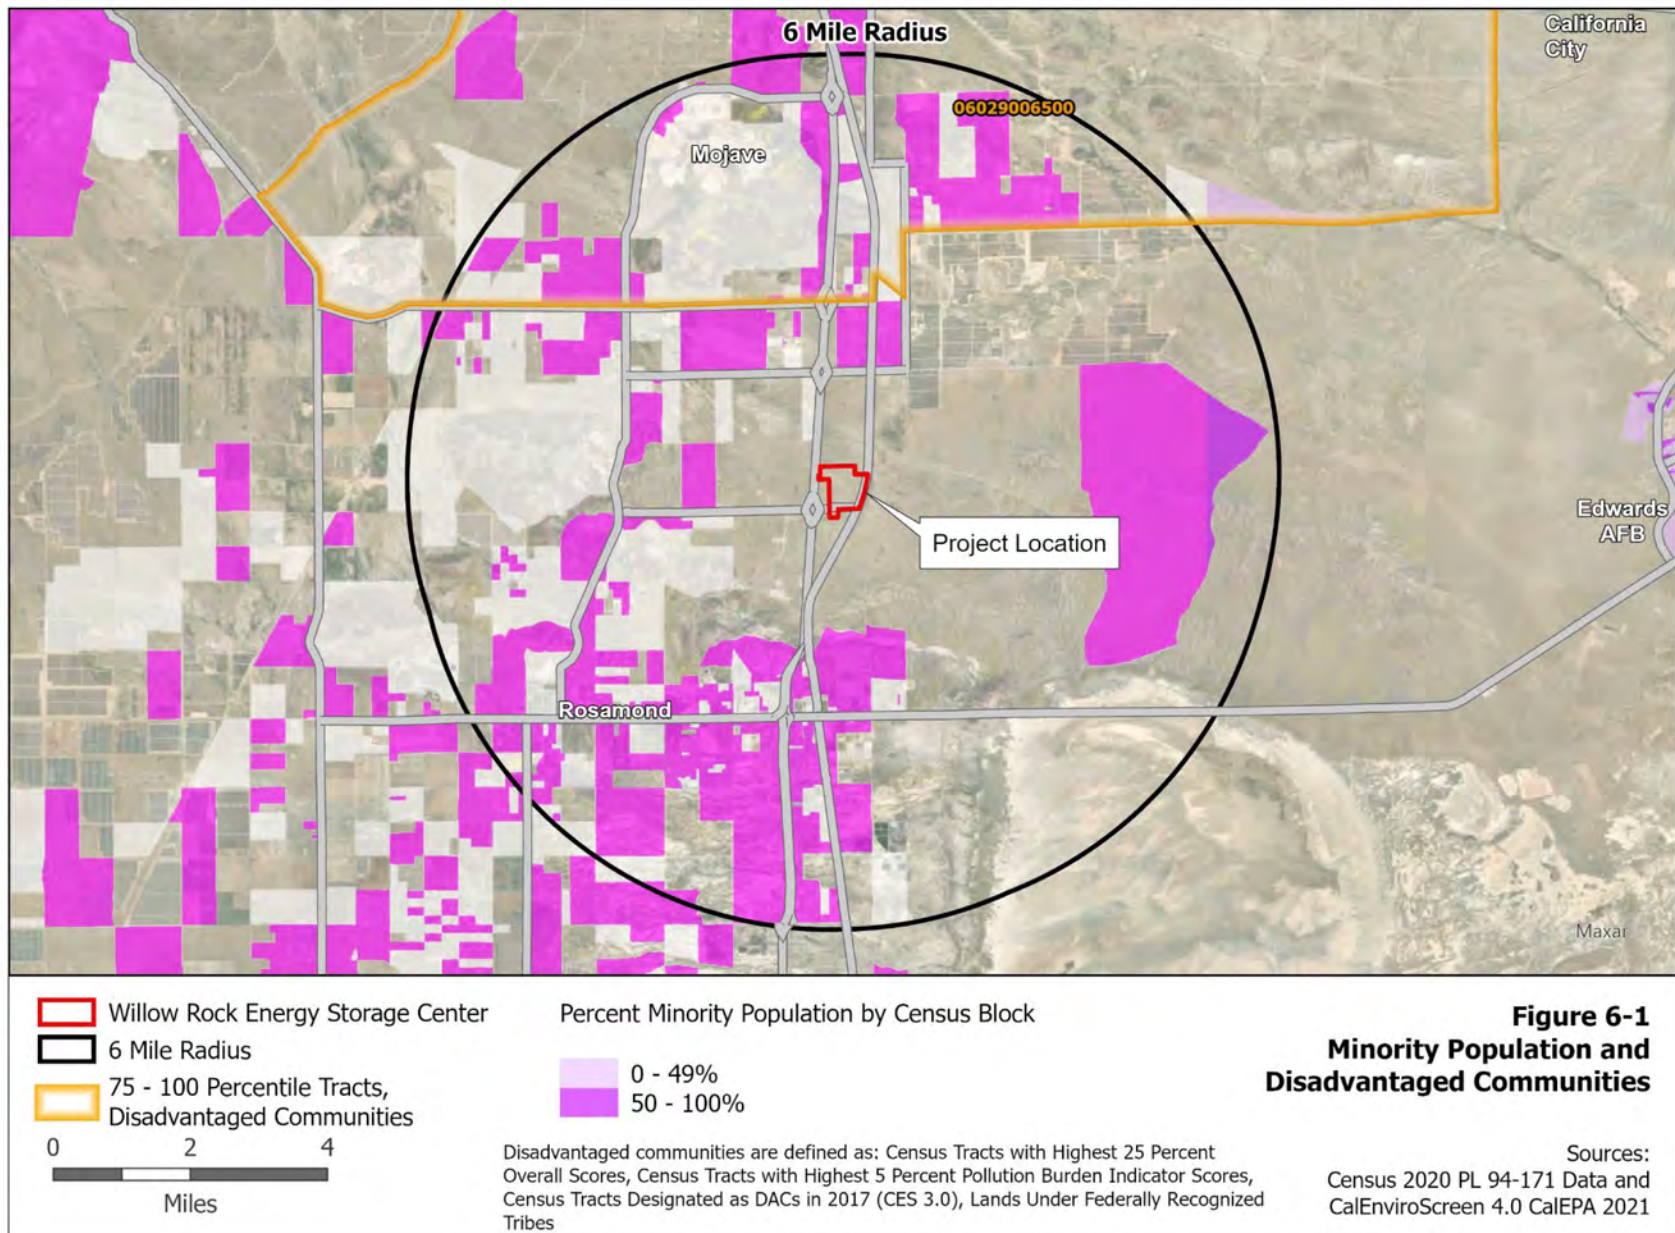 6 Mile Radius
California
City
06029006500
Mojave
Project Location
Edwards
AFB
Rosamond
Maxar
Willow Rock Energy Storage Center
6 Mile Radius
75 - 100 Percentile Tracts,
Disadvantaged Communities
0 2 4
Miles
Percent Minority Population by Census Block
0 - 49%
50 - 100%
Disadvantaged communities are defined as: Census Tracts with Highest 25 Percent
Overall Scores, Census Tracts with Highest 5 Percent Pollution Burden Indicator Scores,
Census Tracts Designated as DACs in 2017 (CES 3.0), Lands Under Federally Recognized
Tribes
Figure 6-1
Minority Population and
Disadvantaged Communities
Sources:
Census 2020 PL 94-171 Data and
CalEnviroScreen 4.0 CalEPA 2021